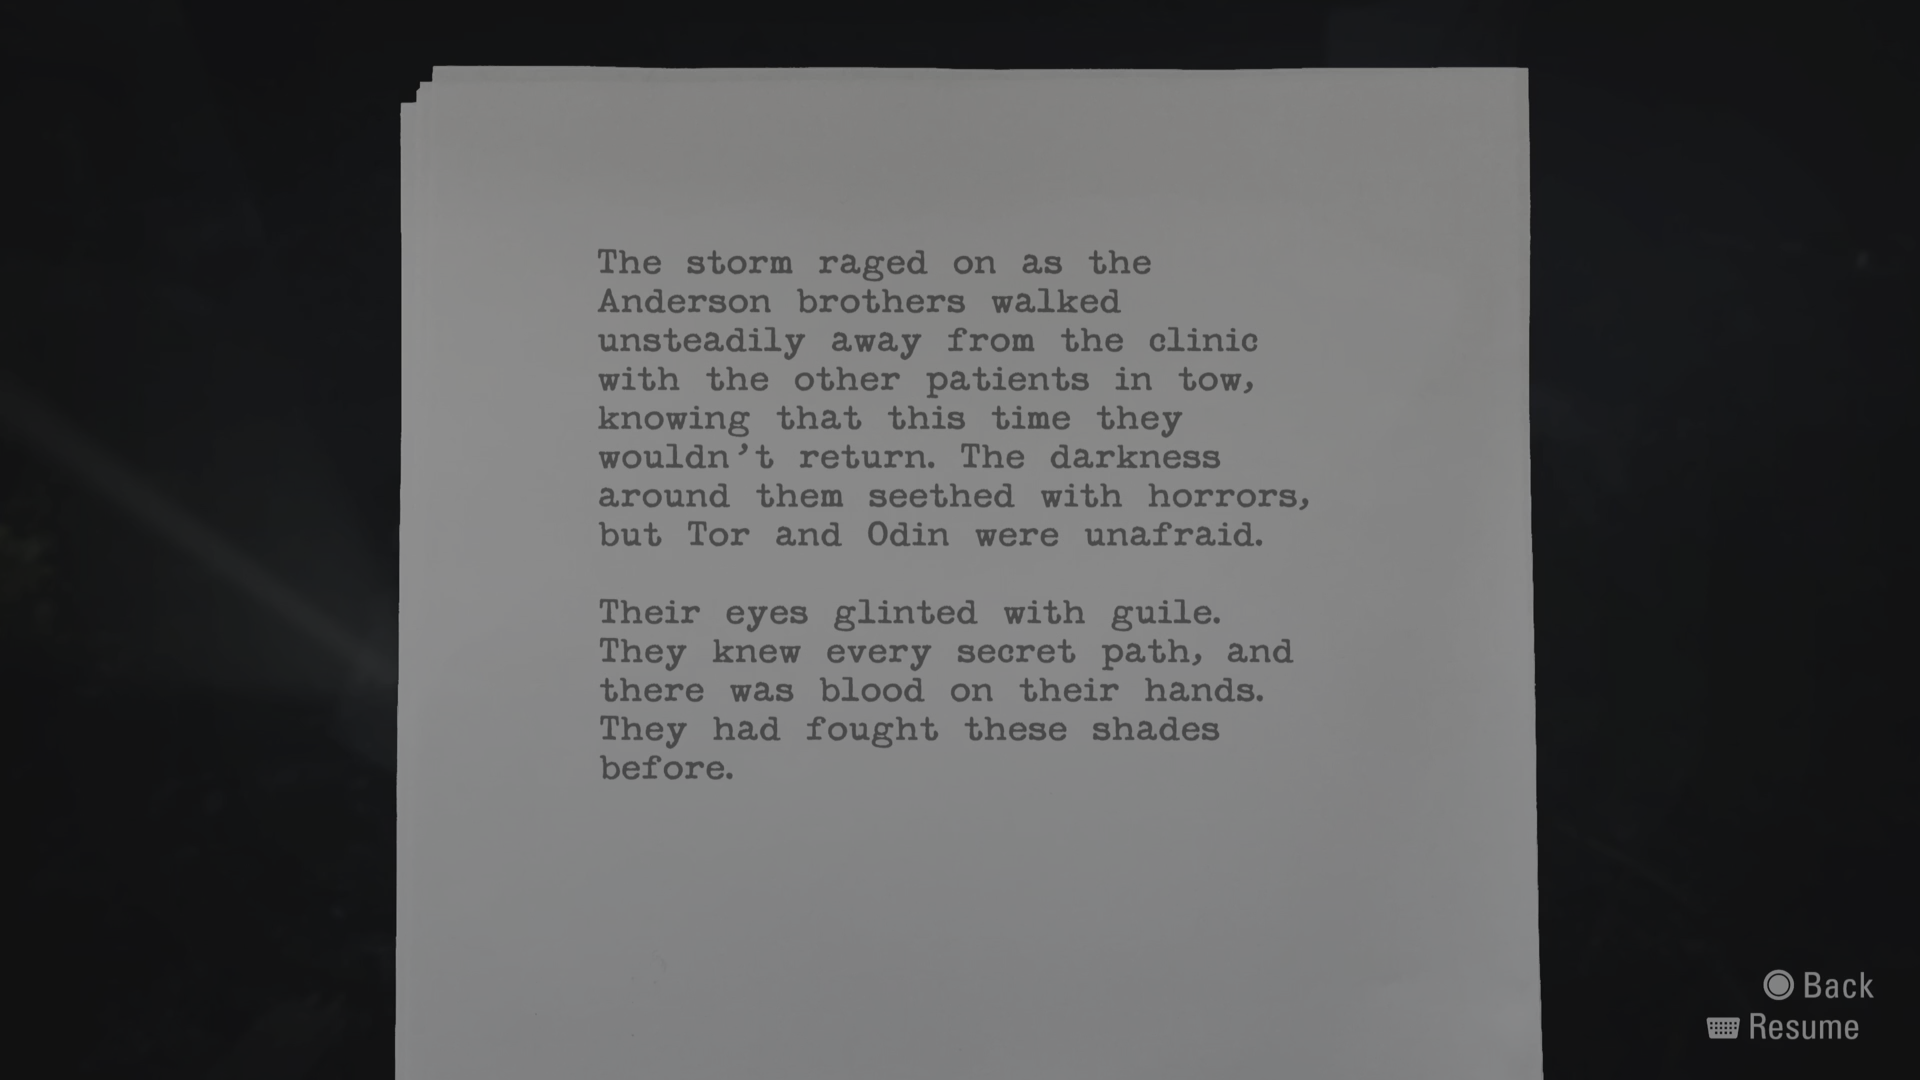 The storm raged on as the
Anderson brothers walked
unsteadily away from the clinic
with the other patients in tow,
knowing that this time they
wouldn’t return. The darkness
around them seethed with horrors,
but Tor and Odin were unafraid.
Their eyes glinted with guile.
They knew every secret path, and
there was blood on their hands.
They had fought these shades
before.
Back
Resume